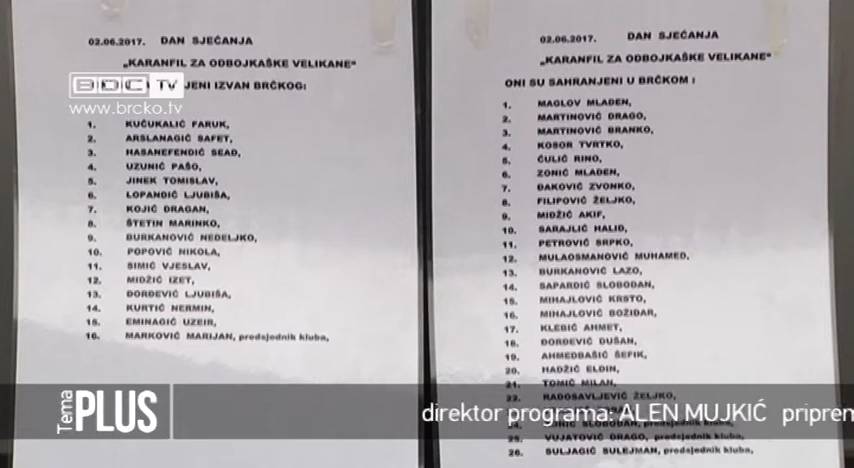 02.06.2017. DAN SJEĆANJA
„KARANFIL ZA ODBOJKAŠKE VELIKANE"
JENI IZVAN BRČKOG:
1. KUČUKALIĆ FARUK,
2. ARSLANAGIĆ SAFET,
3. HASANEFENDIĆ SEAD,
4. UZUNIĆ PAŠO,
5. JINEK TOMISLAV,
6. LOPANDIĆ LJUBIŠA,
7. KOJIĆ DRAGAN,
8. ŠTETIN MARINKO,
9. ĐURKANOVIĆ NEDELJKO,
10. POPOVIĆ NIKOLA,
11. SIMIĆ VJESLAV,
12. MIDŽIĆ IZET,
13. ĐORĐEVIĆ LJUBIŠA,
14. KURTIĆ NERMIN,
15. EMINAGIĆ UZEIR,
16. MARKOVIĆ MARIJAN, predsjednik kluba,
02.06.2017. DAN SJEĆANJA
„KARANFIL ZA ODBOJKAŠKE VELIKANE"
ONI SU SAHRANJENI U BRČKOM :
1. MAGLOV MLAĐEN,
2. MARTINOVIĆ DRAGO,
3. MARTINOVIĆ BRANKO,
4. KOSOR TVRTKO,
5. ČULIĆ RINO,
6. ZONIĆ MLAĐEN,
7. ĐAKOVIĆ ZVONKO,
8. FILIPOVIĆ ŽELJKO,
9. MIDŽIĆ AKIF,
10. SARAJLIĆ HALID,
11. PETROVIĆ SRPKO,
12. MULAOSMANOVIĆ MUHAMED,
13. ĐURKANOVIĆ LAZO,
14. SAPARDIĆ SLOBODAN,
15. MIHAJLOVIĆ KRSTO,
16. MIHAJLOVIĆ BOŽIDAR,
17. KLEBIĆ AHMET,
18. ĐORĐEVIĆ DUŠAN,
19. AHMEDBAŠIĆ ŠEFIK,
20. HADŽIĆ ELDIN,
21. TOMIĆ MILAN,
22. RADOSAVLJEVIĆ ŽELJKO,
24. SLOBODAN, predsjednik kluba,
25. VUJATOVIĆ DRAGO, predsjednik kluba,
26. SULJAGIĆ SULEJMAN, predsjednik kluba,
BDC TV
www.brcko.tv
Tema PLUS
direktor programa: ALEN MUJKIĆ priprem